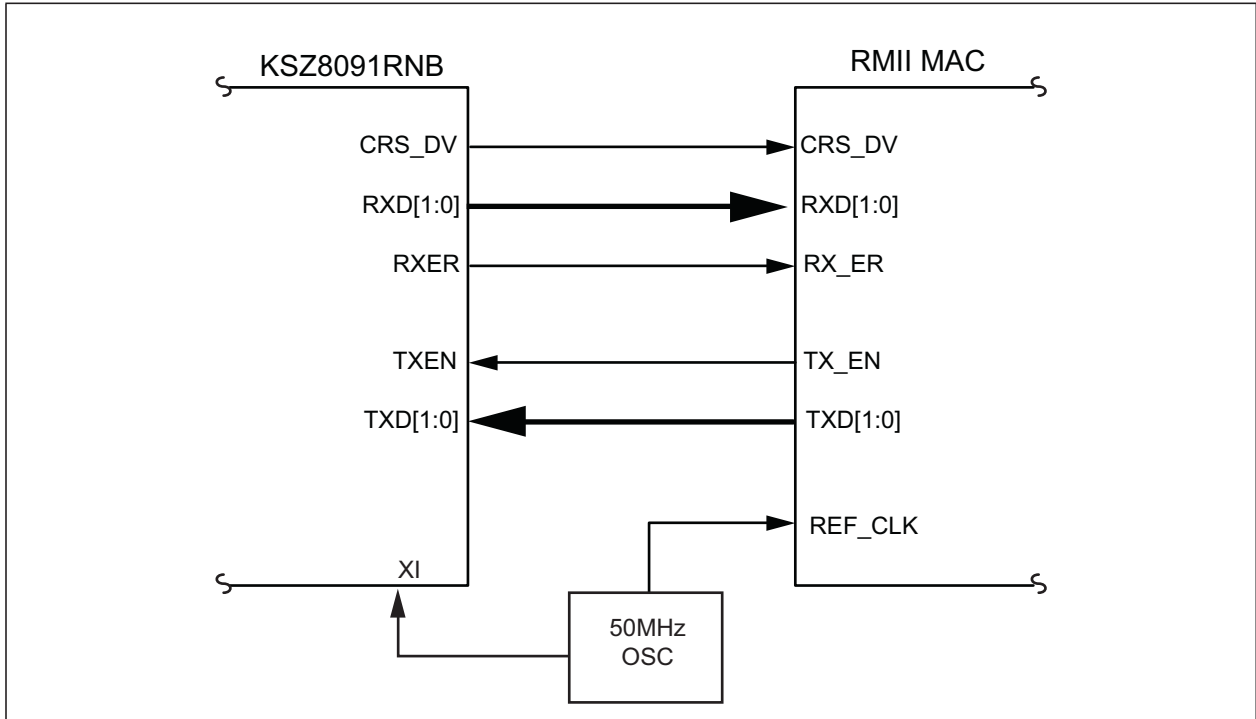 KSZ8091RNB
RMII MAC
CRS_DV
CRS_DV
RXD[1:0]
RXD[1:0]
RXER
RX_ER
TXEN
TX_EN
TXD[1:0]
TXD[1:0]
REF_CLK
XI
50MHz
OSC